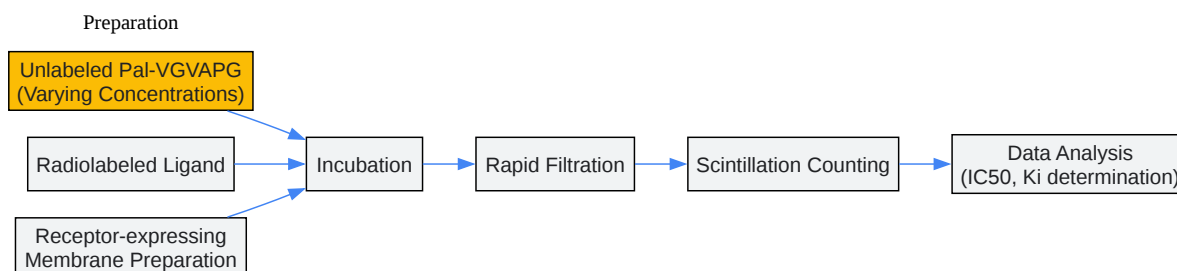 Preparation
Unlabeled Pal-VGVAPG
(Varying Concentrations)
Radiolabeled Ligand
Receptor-expressing
Membrane Preparation
Incubation
Rapid Filtration
Scintillation Counting
Data Analysis
(IC50, Ki determination)